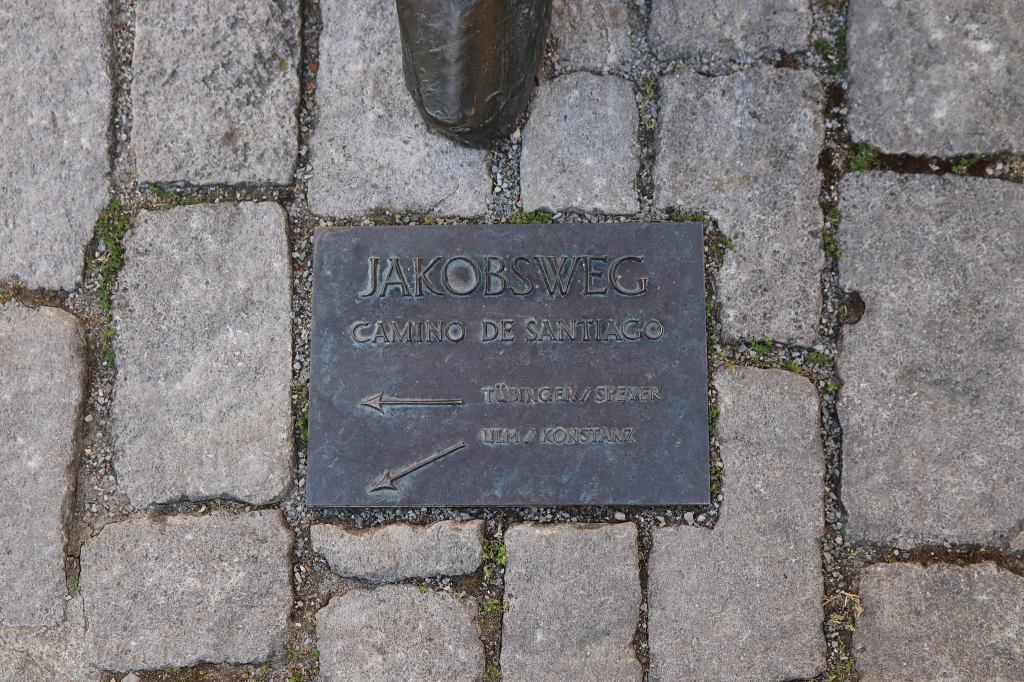 JAKOBSWEG
CAMINO DE SANTIAGO
TÜBINGEN / SPEYER
ULM / KONSTANZ